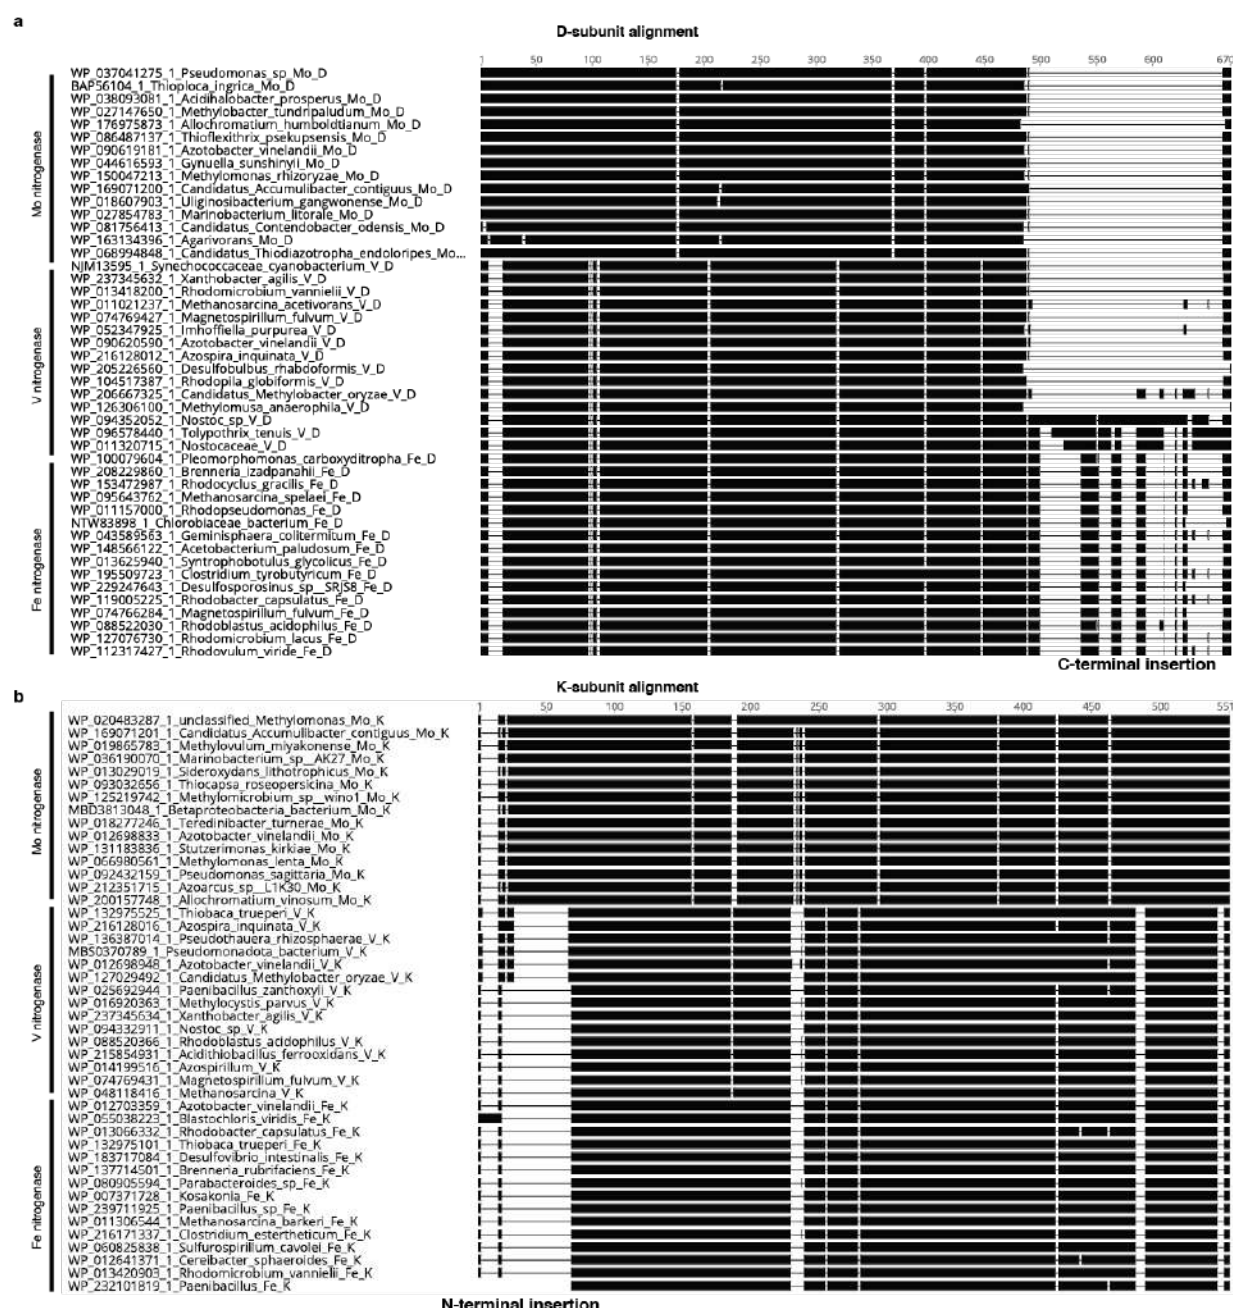 a
D-subunit alignment
1 50 100 150 200 250 300 350 400 450 500 550 600 670
Mo nitrogenase
WP_037041275_1_Pseudomonas_sp_Mo_D
BAP56104_1_Thioploca_ingrica_Mo_D
WP_038093081_1_Acidihalobacter_prosperus_Mo_D
WP_027147650_1_Methylobacter_tundripaludum_Mo_D
WP_176975873_1_Allochromatium_humboldtianum_Mo_D
WP_086487137_1_Thioflexithrix_psekupsensis_Mo_D
WP_090619181_1_Azotobacter_vinelandii_Mo_D
WP_044616593_1_Gynuella_sunshinyii_Mo_D
WP_150047213_1_Methylomonas_rhizoryzae_Mo_D
WP_169071200_1_Candidatus_Accumulibacter_contiguus_Mo_D
WP_018607903_1_Uliginosibacterium_gangwonense_Mo_D
WP_027854783_1_Marinobacterium_litorale_Mo_D
WP_081756413_1_Candidatus_Contendobacter_odensis_Mo_D
WP_163134396_1_Agarivorans_Mo_D
WP_068994848_1_Candidatus_Thiodiazotropha_endoloripes_Mo...
V nitrogenase
NJM13595_1_Synechococcaceae_cyanobacterium_V_D
WP_237345632_1_Xanthobacter_agilis_V_D
WP_013418200_1_Rhodomicrobium_vannielii_V_D
WP_011021237_1_Methanosarcina_acetivorans_V_D
WP_074769427_1_Magnetospirillum_fulvum_V_D
WP_052347925_1_Imhoffiella_purpurea_V_D
WP_090620590_1_Azotobacter_vinelandii_V_D
WP_216128012_1_Azospira_inquinata_V_D
WP_205226560_1_Desulfobulbus_rhabdoformis_V_D
WP_104517387_1_Rhodopila_globiformis_V_D
WP_206667325_1_Candidatus_Methylobacter_oryzae_V_D
WP_126306100_1_Methylomusa_anaerophila_V_D
WP_094352052_1_Nostoc_sp_V_D
WP_096578440_1_Tolypothrix_tenuis_V_D
WP_011320715_1_Nostocaceae_V_D
Fe nitrogenase
WP_100079604_1_Pleomorphomonas_carboxyditropha_Fe_D
WP_208229860_1_Brenneria_izadpanahii_Fe_D
WP_153472987_1_Rhodocyclus_gracilis_Fe_D
WP_095643762_1_Methanosarcina_spelaei_Fe_D
WP_011157000_1_Rhodopseudomonas_Fe_D
NTW83898_1_Chlorobiaceae_bacterium_Fe_D
WP_043589563_1_Geminisphaera_colitermitum_Fe_D
WP_148566122_1_Acetobacterium_paludosum_Fe_D
WP_013625940_1_Syntrophobotulus_glycolicus_Fe_D
WP_195509723_1_Clostridium_tyrobutyricum_Fe_D
WP_229247643_1_Desulfosporosinus_sp__SRJS8_Fe_D
WP_119005225_1_Rhodobacter_capsulatus_Fe_D
WP_074766284_1_Magnetospirillum_fulvum_Fe_D
WP_088522030_1_Rhodoblastus_acidophilus_Fe_D
WP_127076730_1_Rhodomicrobium_lacus_Fe_D
WP_112317427_1_Rhodovulum_viride_Fe_D
C-terminal insertion
b
K-subunit alignment
1 50 100 150 200 250 300 350 400 450 500 551
Mo nitrogenase
WP_020483287_1_unclassified_Methylomonas_Mo_K
WP_169071201_1_Candidatus_Accumulibacter_contiguus_Mo_K
WP_019865783_1_Methylovulum_miyakonense_Mo_K
WP_036190070_1_Marinobacterium_sp__AK27_Mo_K
WP_013029019_1_Sideroxydans_lithotrophicus_Mo_K
WP_093032656_1_Thiocapsa_roseopersicina_Mo_K
WP_125219742_1_Methylomicrobium_sp__wino1_Mo_K
MBD3813048_1_Betaproteobacteria_bacterium_Mo_K
WP_018277246_1_Teredinibacter_turnerae_Mo_K
WP_012698833_1_Azotobacter_vinelandii_Mo_K
WP_131183836_1_Stutzerimonas_kirkiae_Mo_K
WP_066980561_1_Methylomonas_lenta_Mo_K
WP_092432159_1_Pseudomonas_sagittaria_Mo_K
WP_212351715_1_Azoarcus_sp__L1K30_Mo_K
WP_200157748_1_Allochromatium_vinosum_Mo_K
V nitrogenase
WP_132975525_1_Thiobaca_trueperi_V_K
WP_216128016_1_Azospira_inquinata_V_K
WP_136387014_1_Pseudothauera_rhizosphaerae_V_K
MBS0370789_1_Pseudomonadota_bacterium_V_K
WP_012698948_1_Azotobacter_vinelandii_V_K
WP_127029492_1_Candidatus_Methylobacter_oryzae_V_K
WP_025692944_1_Paenibacillus_zanthoxyli_V_K
WP_016920363_1_Methylocystis_parvus_V_K
WP_237345634_1_Xanthobacter_agilis_V_K
WP_094332911_1_Nostoc_sp_V_K
WP_088520366_1_Rhodoblastus_acidophilus_V_K
WP_215854931_1_Acidithiobacillus_ferrooxidans_V_K
WP_014199516_1_Azospirillum_V_K
WP_074769431_1_Magnetospirillum_fulvum_V_K
WP_048118416_1_Methanosarcina_V_K
Fe nitrogenase
WP_012703359_1_Azotobacter_vinelandii_Fe_K
WP_055038223_1_Blastochloris_viridis_Fe_K
WP_013066332_1_Rhodobacter_capsulatus_Fe_K
WP_132975101_1_Thiobaca_trueperi_Fe_K
WP_183717084_1_Desulfovibrio_intestinalis_Fe_K
WP_137714501_1_Brenneria_rubrifaciens_Fe_K
WP_080905594_1_Parabacteroides_sp_Fe_K
WP_007371728_1_Kosakonia_Fe_K
WP_239711925_1_Paenibacillus_sp_Fe_K
WP_011306544_1_Methanosarcina_barkeri_Fe_K
WP_216171337_1_Clostridium_estertheticum_Fe_K
WP_060825838_1_Sulfurospirillum_cavolei_Fe_K
WP_012641371_1_Cereibacter_sphaeroides_Fe_K
WP_013420903_1_Rhodomicrobium_vannielii_Fe_K
WP_232101819_1_Paenibacillus_Fe_K
N-terminal insertion